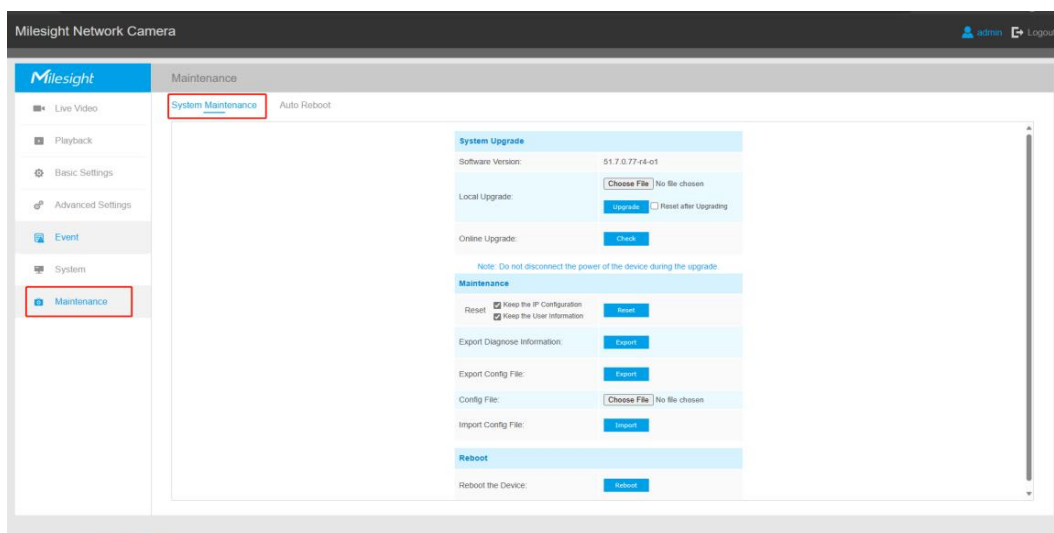 Milesight Network Camera
admin Logout
Milesight
Maintenance
Live Video
System Maintenance Auto Reboot
Playback
Basic Settings
Advanced Settings
Event
System
Maintenance
System Upgrade
Software Version: 51.7.0.77-r4-o1
Local Upgrade: Choose File No file chosen
Upgrade Reset after Upgrading
Online Upgrade: Check
Note: Do not disconnect the power of the device during the upgrade.
Maintenance
Reset Keep the IP Configuration
Keep the User Information Reset
Export Diagnose Information: Export
Export Config File: Export
Config File: Choose File No file chosen
Import Config File: Import
Reboot
Reboot the Device: Reboot